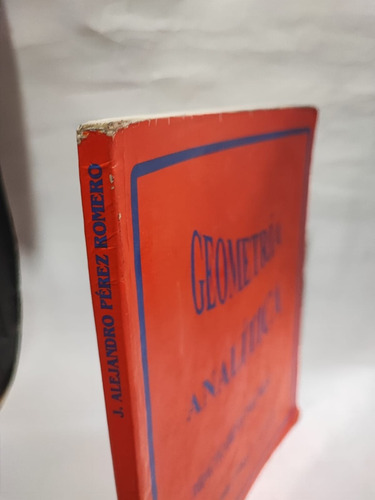 J. ALEJANDRO PÉREZ ROMERO
GEOMETRÍA
ANALÍTICA